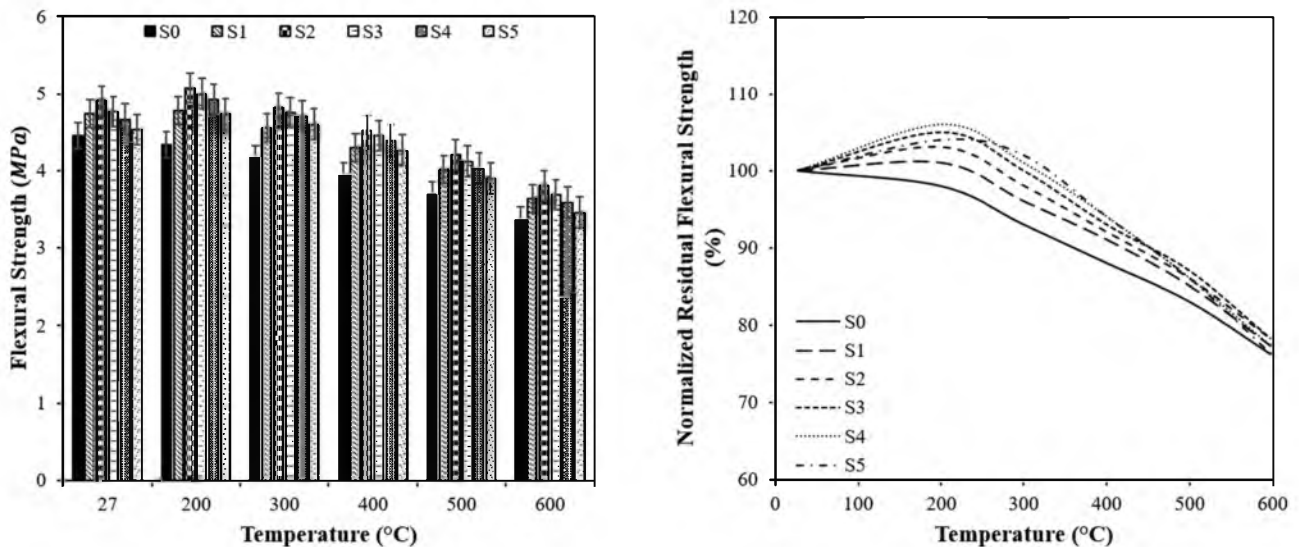 S0 S1 S2 S3 S4 S5
6
5
4
3
2
1
0
Flexural Strength (MPa)
27 200 300 400 500 600
Temperature (°C)
120
110
100
90
80
70
60
Normalized Residual Flexural Strength
(%)
S0
S1
S2
S3
S4
S5
0 100 200 300 400 500 600
Temperature (°C)